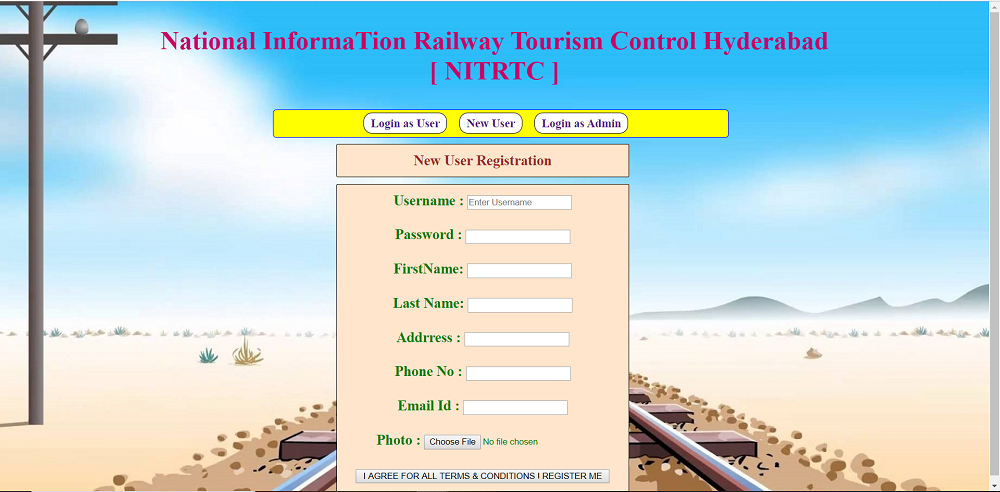 National InformaTion Railway Tourism Control Hyderabad
[ NITRTC ]
Login as User New User Login as Admin
New User Registration
Username : Enter Username
Password :
FirstName:
Last Name:
Addrress :
Phone No :
Email Id :
Photo : Choose File No file chosen
I AGREE FOR ALL TERMS & CONDITIONS I REGISTER ME